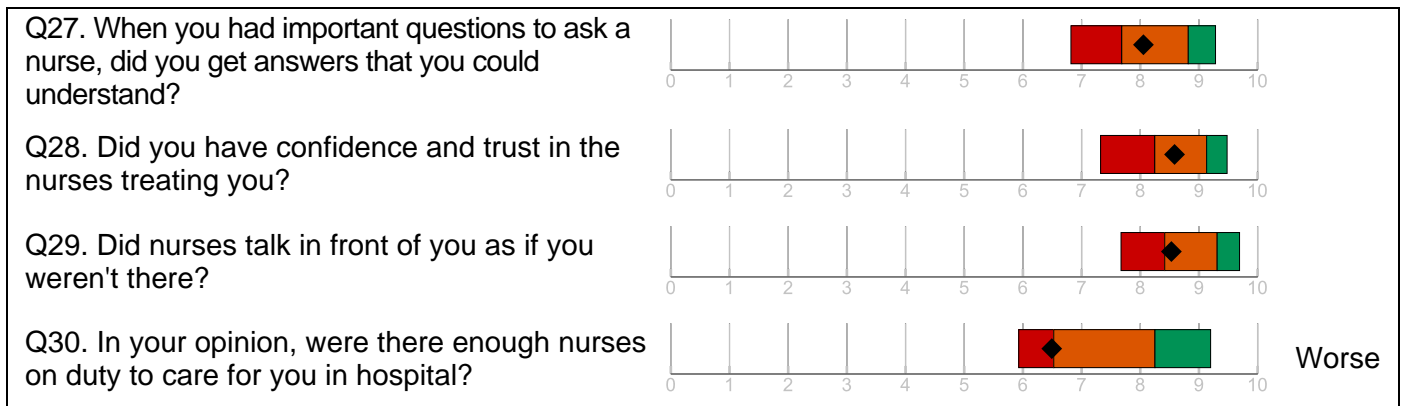 Q27. When you had important questions to ask a
nurse, did you get answers that you could
understand?
0 1 2 3 4 5 6 7 8 9 10
Q28. Did you have confidence and trust in the
nurses treating you?
0 1 2 3 4 5 6 7 8 9 10
Q29. Did nurses talk in front of you as if you
weren't there?
0 1 2 3 4 5 6 7 8 9 10
Q30. In your opinion, were there enough nurses
on duty to care for you in hospital?
Worse
0 1 2 3 4 5 6 7 8 9 10